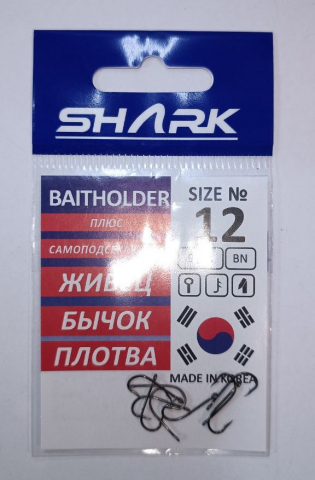 SHARK
BAITHOLDER
ПЛЮС
ЖИВЕЦ
БЫЧОК
ПЛОТВА
SIZE №
12
BN
MADE IN KOREA